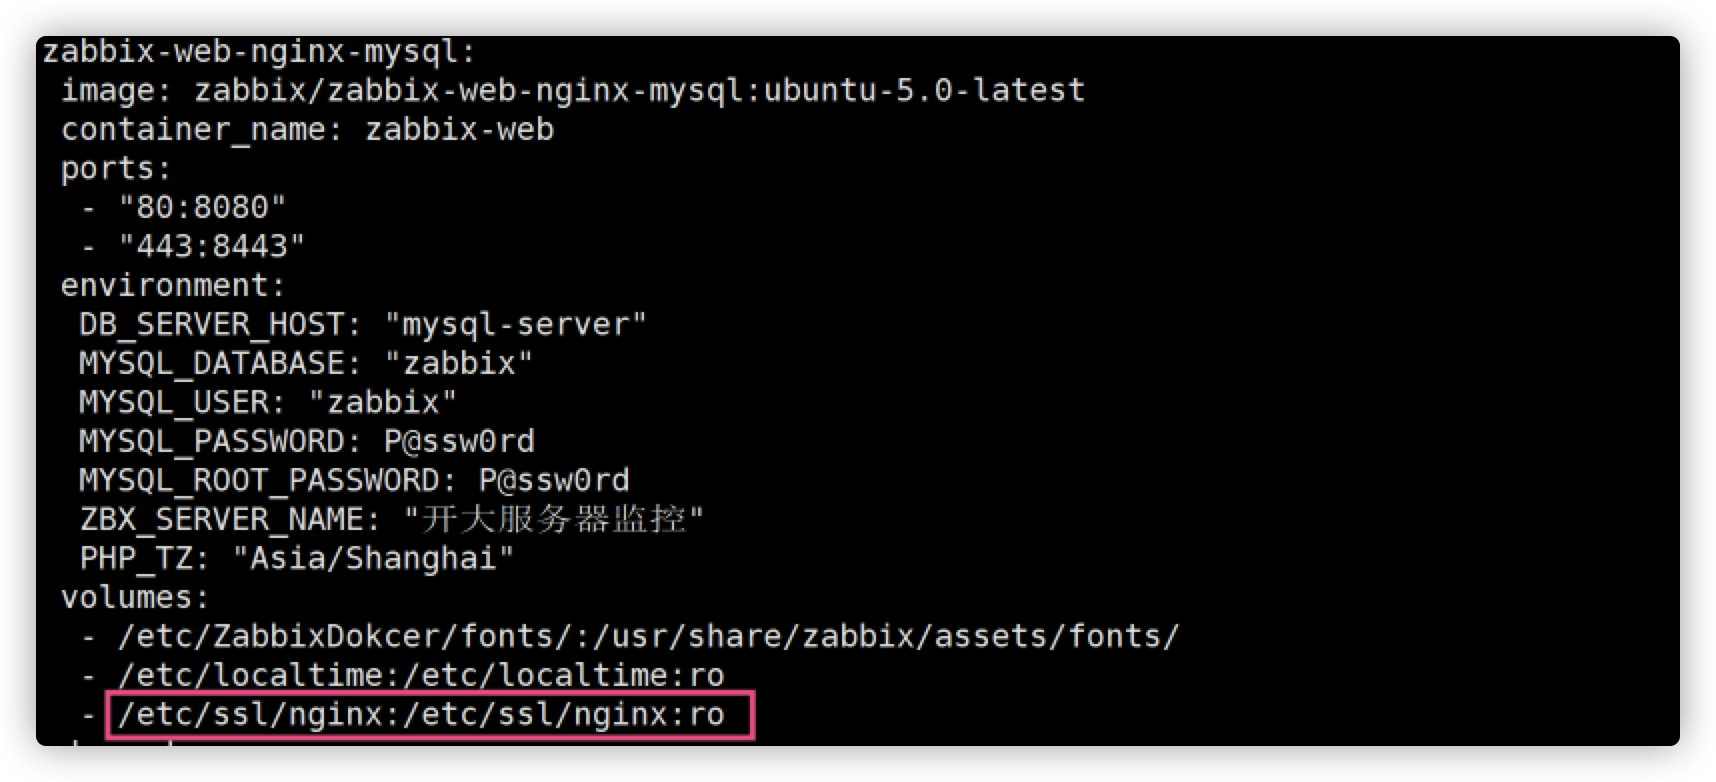 zabbix-web-nginx-mysql:
image: zabbix/zabbix-web-nginx-mysql:ubuntu-5.0-latest
container_name: zabbix-web
ports:
- "80:8080"
- "443:8443"
environment:
DB_SERVER_HOST: "mysql-server"
MYSQL_DATABASE: "zabbix"
MYSQL_USER: "zabbix"
MYSQL_PASSWORD: P@ssw0rd
MYSQL_ROOT_PASSWORD: P@ssw0rd
ZBX_SERVER_NAME: "开大服务器监控"
PHP_TZ: "Asia/Shanghai"
volumes:
- /etc/ZabbixDokcer/fonts/:/usr/share/zabbix/assets/fonts/
- /etc/localtime:/etc/localtime:ro
- /etc/ssl/nginx:/etc/ssl/nginx:ro